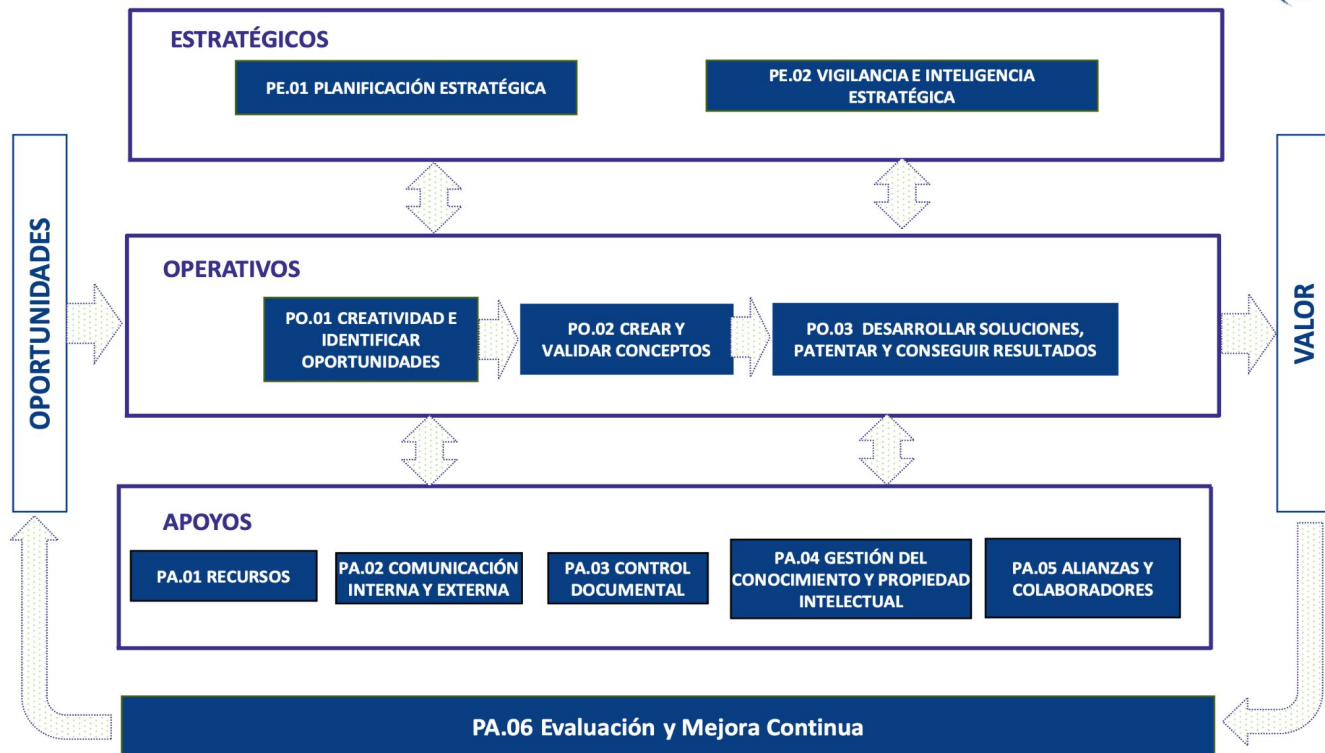 ESTRATÉGICOS
PE.01 PLANIFICACIÓN ESTRATÉGICA
PE.02 VIGILANCIA E INTELIGENCIA
ESTRATÉGICA
OPORTUNIDADES
OPERATIVOS
PO.01 CREATIVIDAD E
IDENTIFICAR
OPORTUNIDADES
PO.02 CREAR Y
VALIDAR CONCEPTOS
PO.03 DESARROLLAR SOLUCIONES,
PATENTAR Y CONSEGUIR RESULTADOS
VALOR
APOYOS
PA.01 RECURSOS
PA.02 COMUNICACIÓN
INTERNA Y EXTERNA
PA.03 CONTROL
DOCUMENTAL
PA.04 GESTIÓN DEL
CONOCIMIENTO Y PROPIEDAD
INTELECTUAL
PA.05 ALIANZAS Y
COLABORADORES
PA.06 Evaluación y Mejora Continua